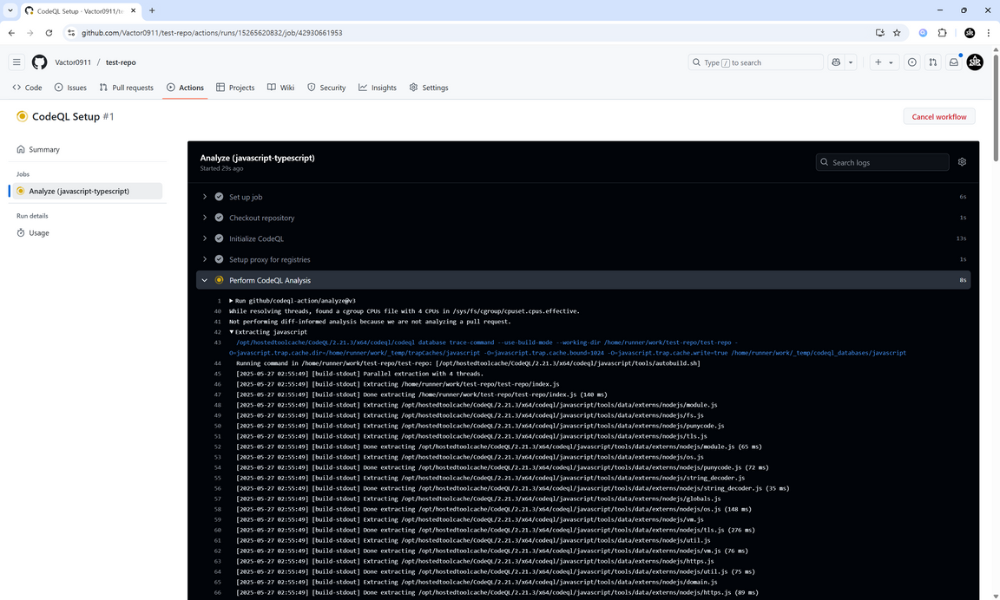 CodeQL Setup · Vactor0911/te
github.com/Vactor0911/test-repo/actions/runs/15265620832/job/42930661953
Vactor0911 / test-repo
Type / to search
Code
Issues
Pull requests
Actions
Projects
Wiki
Security
Insights
Settings
CodeQL Setup #1
Cancel workflow
Summary
Jobs
Analyze (javascript-typescript)
Run details
Usage
Analyze (javascript-typescript)
Started 29s ago
Search logs
Set up job 6s
Checkout repository 1s
Initialize CodeQL 13s
Setup proxy for registries 1s
Perform CodeQL Analysis 8s
1 Run github/codeql-action/analyze@v3
40 While resolving threads, found a cgroup CPUs file with 4 CPUs in /sys/fs/cgroup/cpuset.cpus.effective.
41 Not performing diff-informed analysis because we are not analyzing a pull request.
42 Extracting javascript
43 /opt/hostedtoolcache/CodeQL/2.21.3/x64/codeql/codeql database trace-command --use-build-mode --working-dir /home/runner/work/test-repo/test-repo -
O=javascript.trap.cache.dir=/home/runner/work/_temp/trapCaches/javascript -O=javascript.trap.cache.bound=1024 -O=javascript.trap.cache.write=true /home/runner/work/_temp/codeql_databases/javascript
44 Running command in /home/runner/work/test-repo/test-repo: [/opt/hostedtoolcache/CodeQL/2.21.3/x64/codeql/javascript/tools/autobuild.sh]
45 [2025-05-27 02:55:49] [build-stdout] Parallel extraction with 4 threads.
46 [2025-05-27 02:55:49] [build-stdout] Extracting /home/runner/work/test-repo/test-repo/index.js
47 [2025-05-27 02:55:49] [build-stdout] Done extracting /home/runner/work/test-repo/test-repo/index.js (140 ms)
48 [2025-05-27 02:55:49] [build-stdout] Extracting /opt/hostedtoolcache/CodeQL/2.21.3/x64/codeql/javascript/tools/data/externs/nodejs/module.js
49 [2025-05-27 02:55:49] [build-stdout] Extracting /opt/hostedtoolcache/CodeQL/2.21.3/x64/codeql/javascript/tools/data/externs/nodejs/fs.js
50 [2025-05-27 02:55:49] [build-stdout] Extracting /opt/hostedtoolcache/CodeQL/2.21.3/x64/codeql/javascript/tools/data/externs/nodejs/punycode.js
51 [2025-05-27 02:55:49] [build-stdout] Extracting /opt/hostedtoolcache/CodeQL/2.21.3/x64/codeql/javascript/tools/data/externs/nodejs/tls.js
52 [2025-05-27 02:55:49] [build-stdout] Done extracting /opt/hostedtoolcache/CodeQL/2.21.3/x64/codeql/javascript/tools/data/externs/nodejs/module.js (65 ms)
53 [2025-05-27 02:55:49] [build-stdout] Extracting /opt/hostedtoolcache/CodeQL/2.21.3/x64/codeql/javascript/tools/data/externs/nodejs/os.js
54 [2025-05-27 02:55:49] [build-stdout] Done extracting /opt/hostedtoolcache/CodeQL/2.21.3/x64/codeql/javascript/tools/data/externs/nodejs/punycode.js (72 ms)
55 [2025-05-27 02:55:49] [build-stdout] Extracting /opt/hostedtoolcache/CodeQL/2.21.3/x64/codeql/javascript/tools/data/externs/nodejs/string_decoder.js
56 [2025-05-27 02:55:49] [build-stdout] Done extracting /opt/hostedtoolcache/CodeQL/2.21.3/x64/codeql/javascript/tools/data/externs/nodejs/string_decoder.js (35 ms)
57 [2025-05-27 02:55:49] [build-stdout] Extracting /opt/hostedtoolcache/CodeQL/2.21.3/x64/codeql/javascript/tools/data/externs/nodejs/globals.js
58 [2025-05-27 02:55:49] [build-stdout] Done extracting /opt/hostedtoolcache/CodeQL/2.21.3/x64/codeql/javascript/tools/data/externs/nodejs/os.js (148 ms)
59 [2025-05-27 02:55:49] [build-stdout] Extracting /opt/hostedtoolcache/CodeQL/2.21.3/x64/codeql/javascript/tools/data/externs/nodejs/vm.js
60 [2025-05-27 02:55:49] [build-stdout] Done extracting /opt/hostedtoolcache/CodeQL/2.21.3/x64/codeql/javascript/tools/data/externs/nodejs/tls.js (276 ms)
61 [2025-05-27 02:55:49] [build-stdout] Extracting /opt/hostedtoolcache/CodeQL/2.21.3/x64/codeql/javascript/tools/data/externs/nodejs/util.js
62 [2025-05-27 02:55:49] [build-stdout] Done extracting /opt/hostedtoolcache/CodeQL/2.21.3/x64/codeql/javascript/tools/data/externs/nodejs/vm.js (76 ms)
63 [2025-05-27 02:55:49] [build-stdout] Extracting /opt/hostedtoolcache/CodeQL/2.21.3/x64/codeql/javascript/tools/data/externs/nodejs/https.js
64 [2025-05-27 02:55:49] [build-stdout] Done extracting /opt/hostedtoolcache/CodeQL/2.21.3/x64/codeql/javascript/tools/data/externs/nodejs/util.js (75 ms)
65 [2025-05-27 02:55:49] [build-stdout] Extracting /opt/hostedtoolcache/CodeQL/2.21.3/x64/codeql/javascript/tools/data/externs/nodejs/domain.js
66 [2025-05-27 02:55:49] [build-stdout] Done extracting /opt/hostedtoolcache/CodeQL/2.21.3/x64/codeql/javascript/tools/data/externs/nodejs/https.js (89 ms)